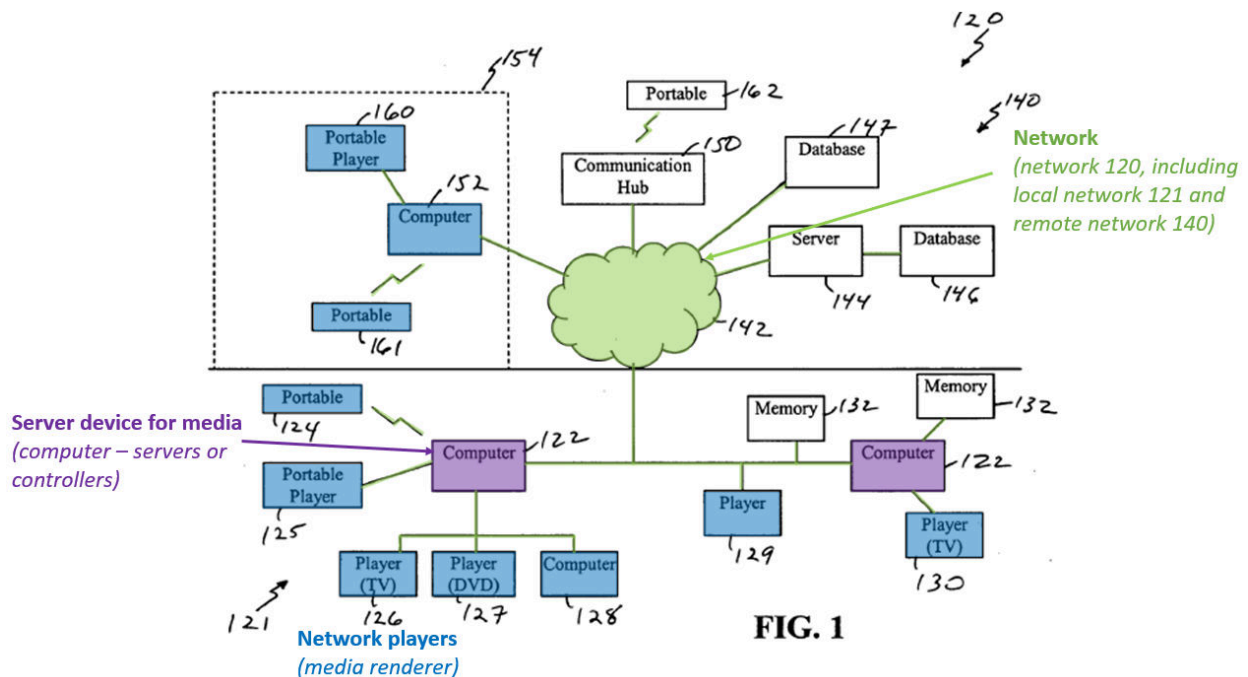 120
154
140
160
Portable
Player
Portable
162
Network
(network 120, including
local network 121 and
remote network 140)
152
Computer
150
Communication
Hub
147
Database
Server
144
Database
146
Portable
161
142
Server device for media
(computer – servers or
controllers)
Portable
124
122
Computer
Memory
132
Memory
132
Computer
122
Portable
Player
125
Player
129
Player
(TV)
130
Player
(TV)
126
Player
(DVD)
127
Computer
128
121
Network players
(media renderer)
FIG. 1